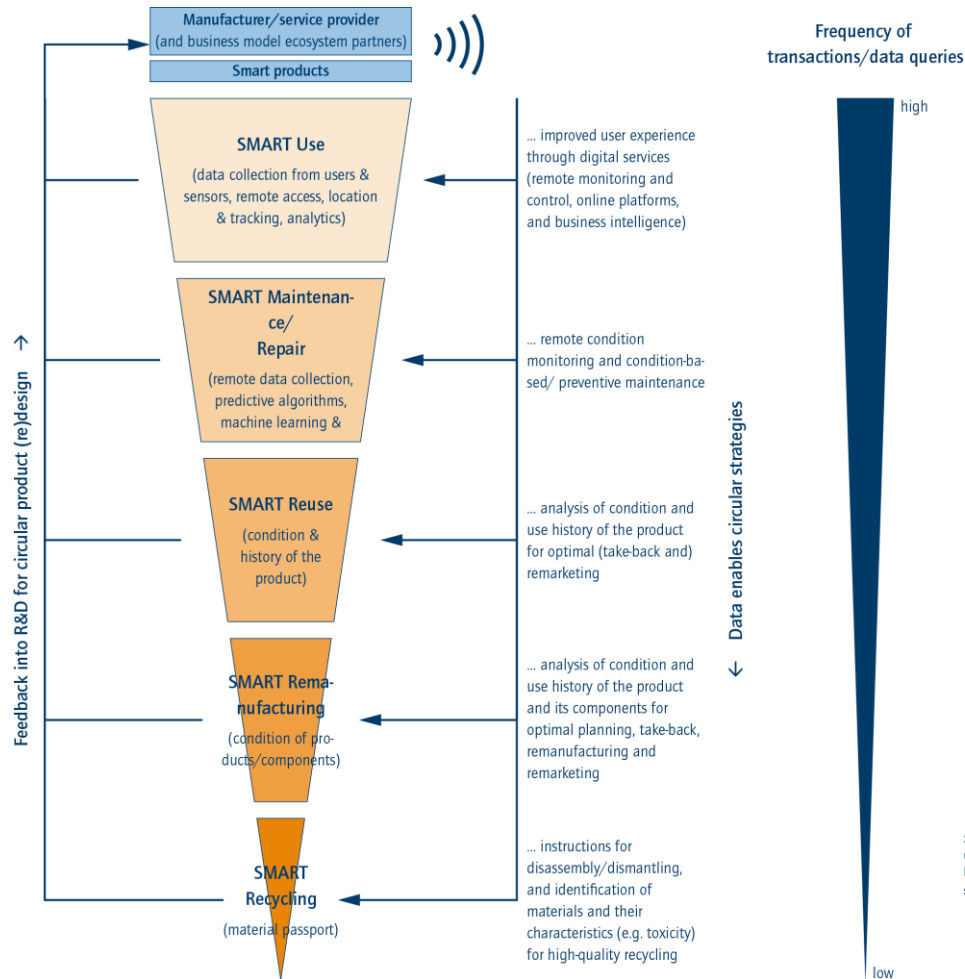 Manufacturer/service provider
(and business model ecosystem partners)
Smart products
Frequency of
transactions/data queries
high
SMART Use
(data collection from users &
sensors, remote access, location
& tracking, analytics)
... improved user experience
through digital services
(remote monitoring and
control, online platforms,
and business intelligence)
SMART Maintenan-
ce/
Repair
(remote data collection,
predictive algorithms,
machine learning &
... remote condition
monitoring and condition-ba-
sed/ preventive maintenance
SMART Reuse
(condition &
history of the
product)
... analysis of condition and
use history of the product
for optimal (take-back and)
remarketing
SMART Rema-
nufacturing
(condition of pro-
ducts/components)
... analysis of condition and
use history of the product
and its components for
optimal planning, take-back,
remanufacturing and
remarketing
SMART
Recycling
(material passport)
... instructions for
disassembly/dismantling,
and identification of
materials and their
characteristics (e.g. toxicity)
for high-quality recycling
low
Feedback into R&D for circular product (re)design →
← Data enables circular strategies